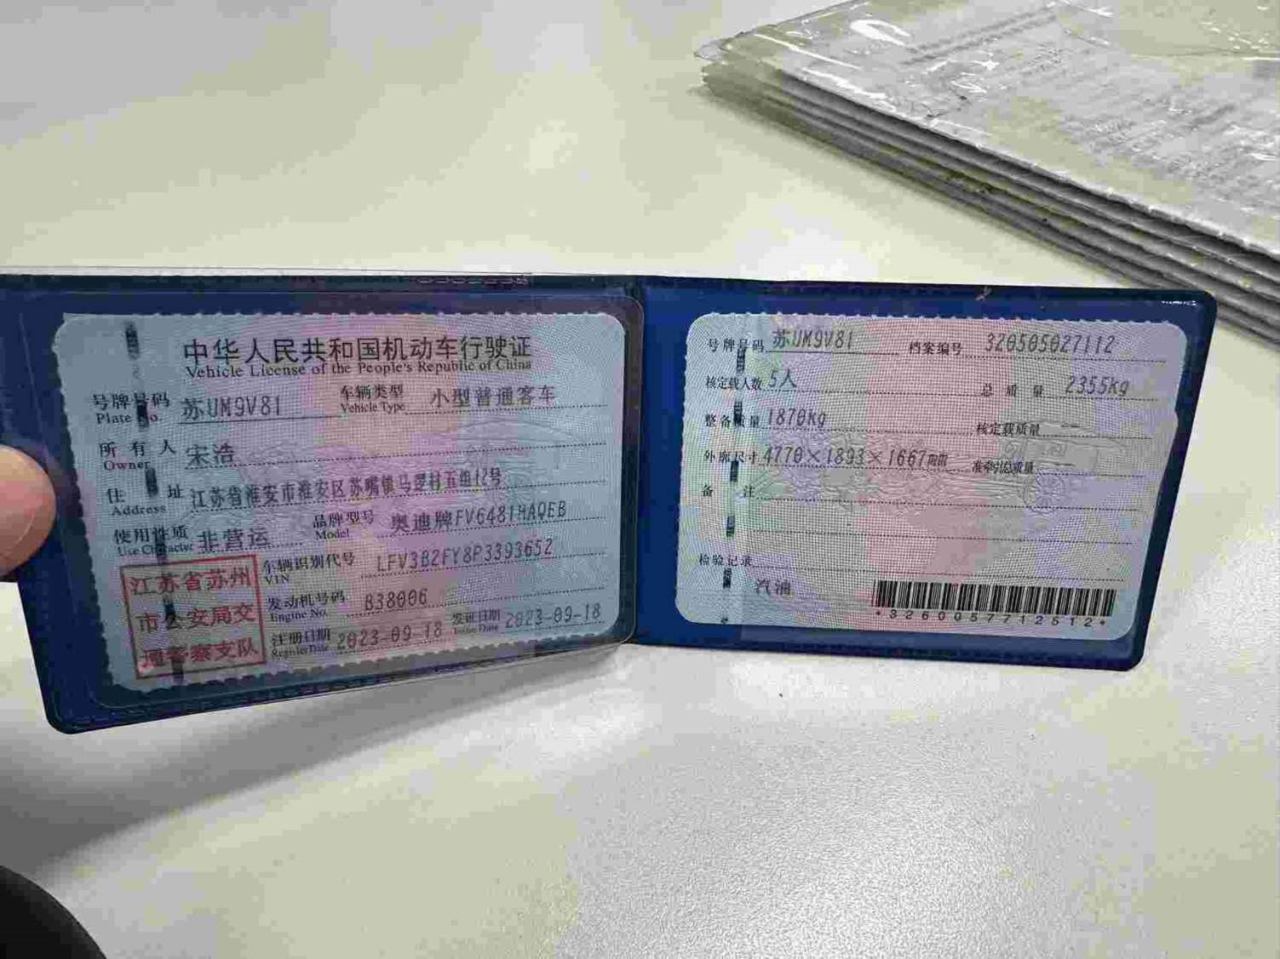 中华人民共和国机动车行驶证
Vehicle License of the People's Republic of China
号牌号码 苏UM9V81 车辆类型 小型普通客车
Plate No. Vehicle Type
所有人 宋浩
Owner
住址 江苏省淮安市淮安区苏嘴镇马墅村五组12号
Address
使用性质 非营运 品牌型号 奥迪牌FV6481HAQEB
Use Character Model
江苏省苏州
市公安局交
通警察支队
车辆识别代号 LFV3B2FY8P3393652
VIN
发动机号码 B38006
Engine No.
注册日期 2023-09-18 发证日期 2023-09-18
Register Date Issue Date
号牌号码 苏UM9V81 档案编号 320505027112
核定载人数 5人 总质量 2355kg
整备质量 1870kg 核定载质量 --
外廓尺寸 4770×1893×1667 准牵引总质量 --
备注
检验记录
汽油
*3260057712512*